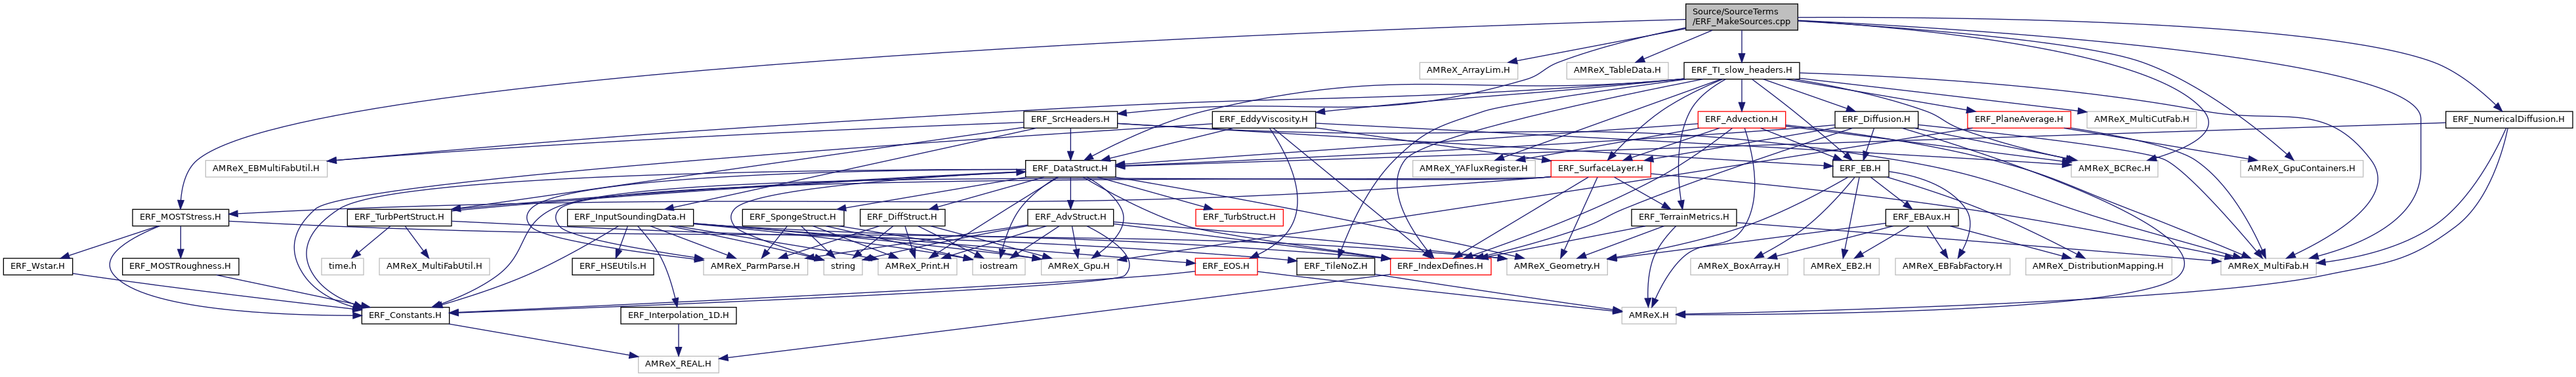 Source/SourceTerms
/ERF_MakeSources.cpp
AMReX_ArrayLim.H
AMReX_TableData.H
ERF_TI_slow_headers.H
ERF_SrcHeaders.H
ERF_EddyViscosity.H
ERF_Advection.H
ERF_Diffusion.H
ERF_PlaneAverage.H
AMReX_MultiCutFab.H
ERF_NumericalDiffusion.H
AMReX_EBMultiFabUtil.H
ERF_DataStruct.H
AMReX_YAFluxRegister.H
ERF_SurfaceLayer.H
ERF_EB.H
AMReX_BCRec.H
AMReX_GpuContainers.H
ERF_MOSTStress.H
ERF_TurbPertStruct.H
ERF_InputSoundingData.H
ERF_SpongeStruct.H
ERF_DiffStruct.H
ERF_AdvStruct.H
ERF_TurbStruct.H
ERF_TerrainMetrics.H
ERF_EBAux.H
ERF_Wstar.H
ERF_MOSTRoughness.H
time.h
AMReX_MultiFabUtil.H
ERF_HSEUtils.H
AMReX_ParmParse.H
string
AMReX_Print.H
iostream
AMReX_Gpu.H
ERF_EOS.H
ERF_TileNoZ.H
ERF_IndexDefines.H
AMReX_Geometry.H
AMReX_BoxArray.H
AMReX_EB2.H
AMReX_EBFabFactory.H
AMReX_DistributionMapping.H
AMReX_MultiFab.H
ERF_Constants.H
ERF_Interpolation_1D.H
AMReX.H
AMReX_REAL.H